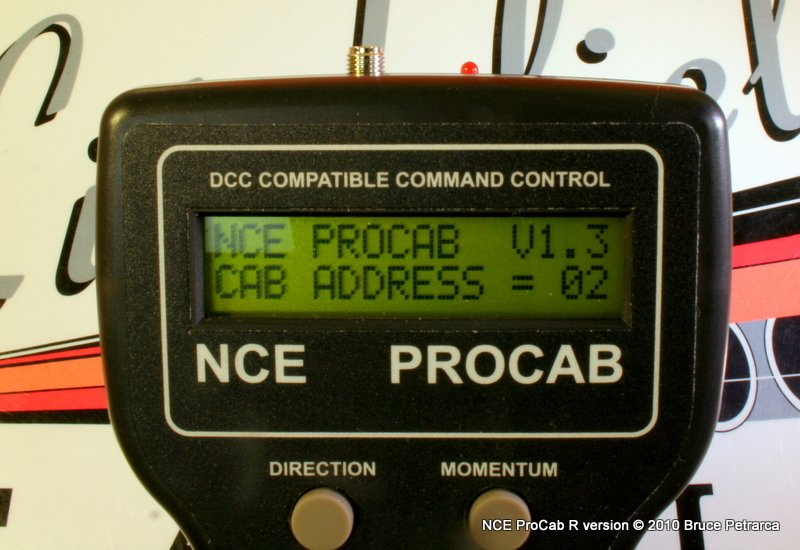 DCC COMPATIBLE COMMAND CONTROL
NCE PROCAB V1.3
CAB ADDRESS = 02
NCE PROCAB
DIRECTION MOMENTUM
NCE ProCab R version © 2010 Bruce Petrarca